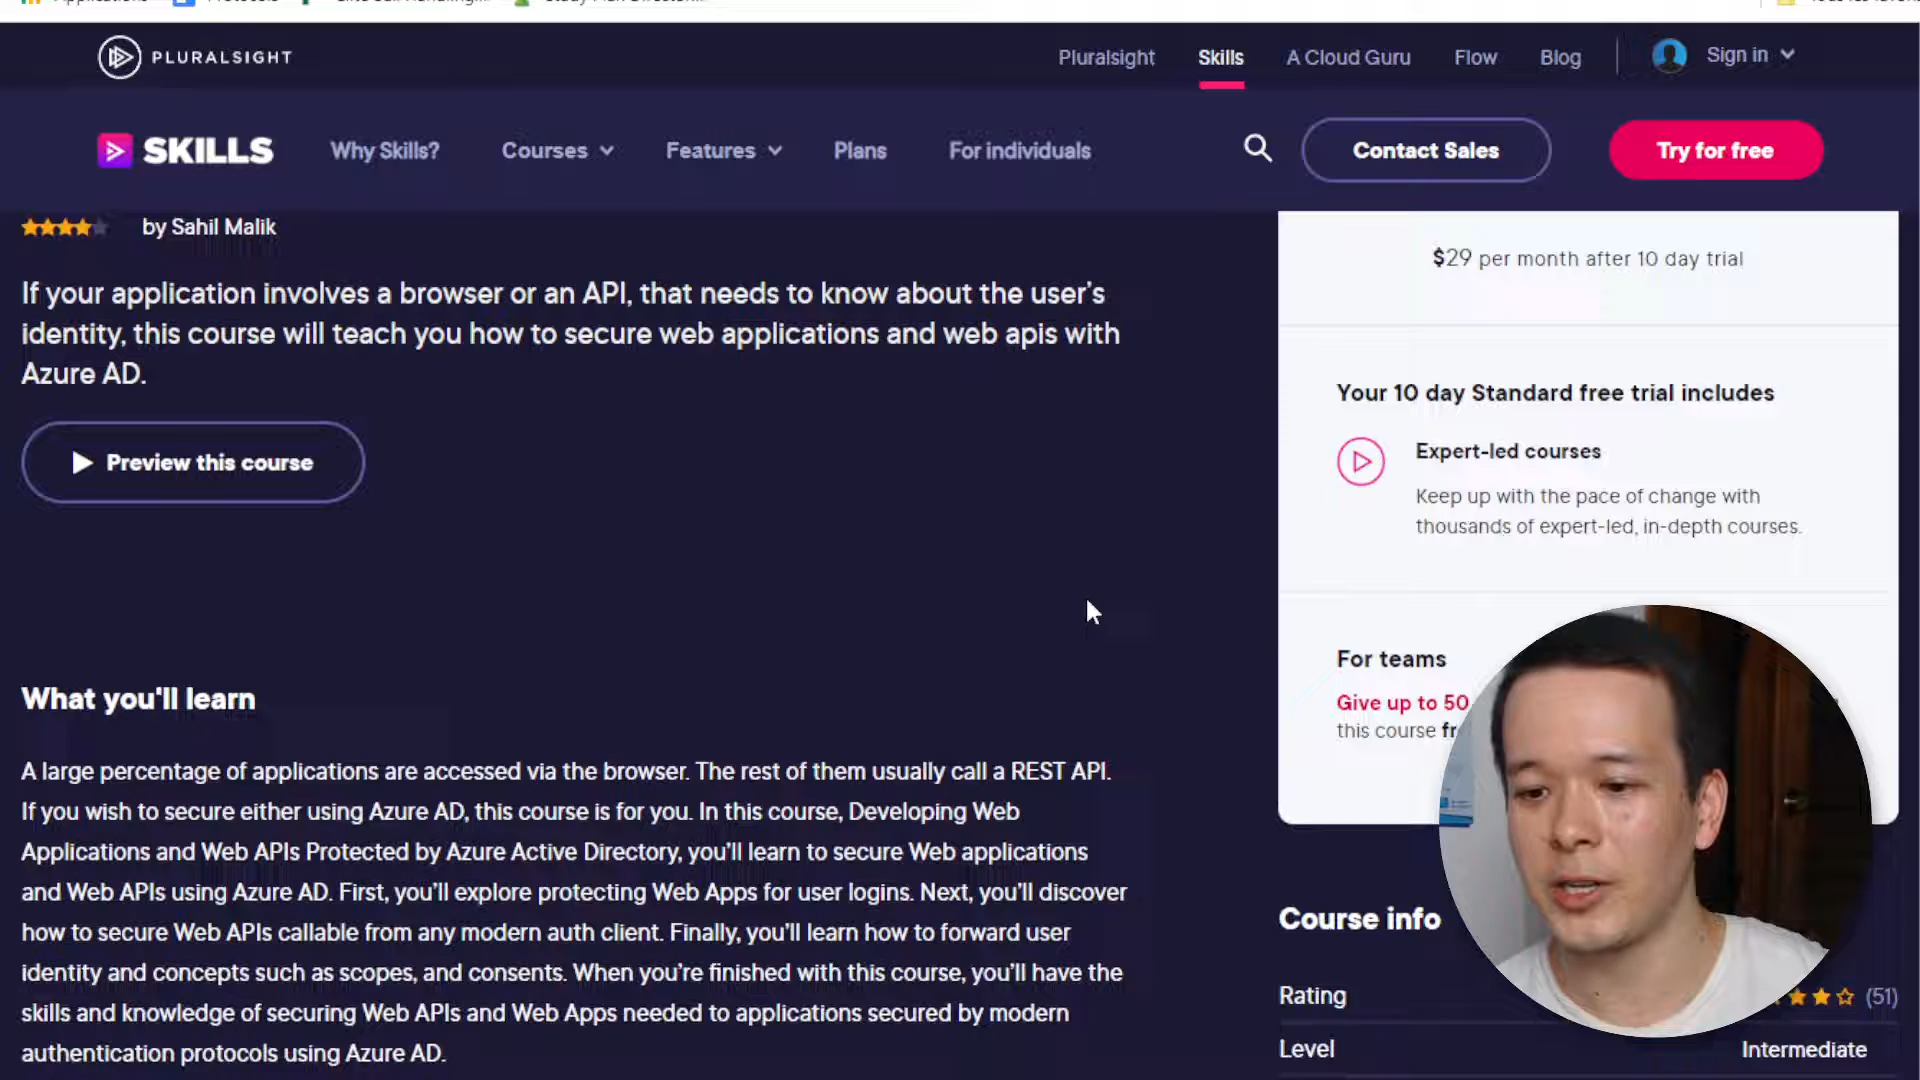 Applications
Protocols
PLURALSIGHT
Pluralsight
Skills
A Cloud Guru
Flow
Blog
Sign in
SKILLS
Why Skills?
Courses
Features
Plans
For individuals
Contact Sales
Try for free
by Sahil Malik
If your application involves a browser or an API, that needs to know about the user's
identity, this course will teach you how to secure web applications and web apis with
Azure AD.
Preview this course
What you'll learn
A large percentage of applications are accessed via the browser. The rest of them usually call a REST API.
If you wish to secure either using Azure AD, this course is for you. In this course, Developing Web
Applications and Web APIs Protected by Azure Active Directory, you'll learn to secure Web applications
and Web APIs using Azure AD. First, you'll explore protecting Web Apps for user logins. Next, you'll discover
how to secure Web APIs callable from any modern auth client. Finally, you'll learn how to forward user
identity and concepts such as scopes, and consents. When you're finished with this course, you'll have the
skills and knowledge of securing Web APIs and Web Apps needed to applications secured by modern
authentication protocols using Azure AD.
$29 per month after 10 day trial
Your 10 day Standard free trial includes
Expert-led courses
Keep up with the pace of change with
thousands of expert-led, in-depth courses.
For teams
Give up to 50
this course
Course info
Rating
(51)
Level
Intermediate